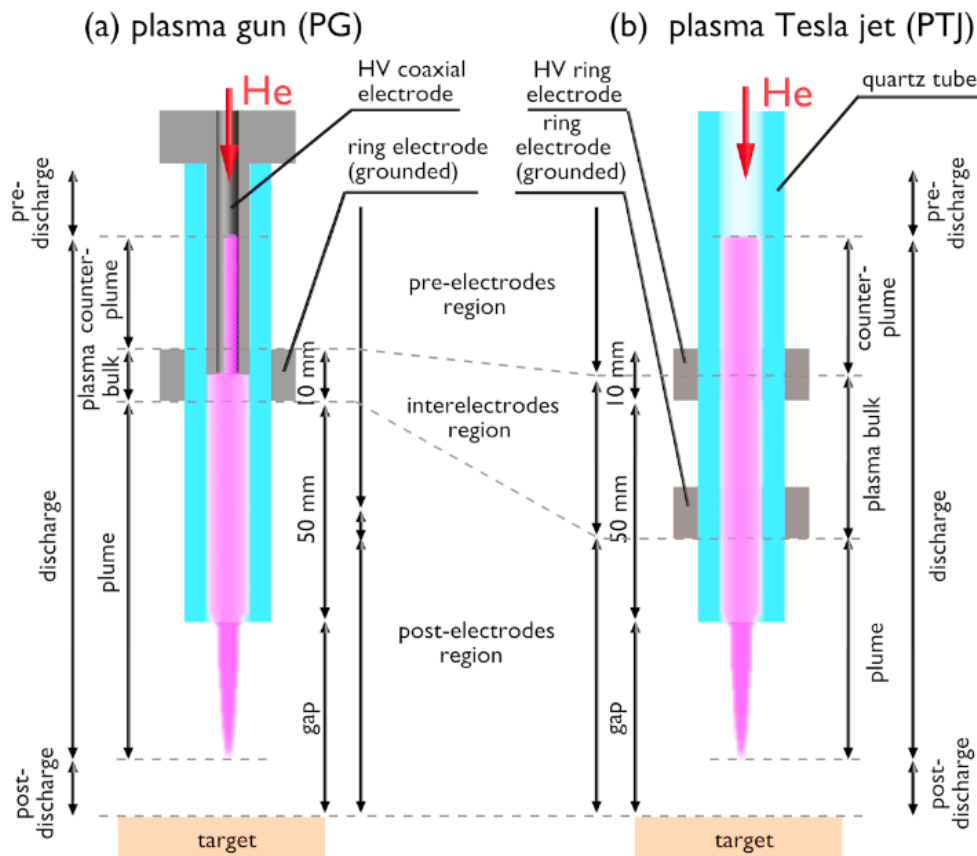 (a) plasma gun (PG)
(b) plasma Tesla jet (PTJ)
He
HV coaxial
electrode
ring electrode
(grounded)
HV ring
electrode
ring
electrode
(grounded)
He
quartz tube
pre-
discharge
plasma counter-
bulk plume
discharge
plume
post-
discharge
10 mm
50 mm
gap
pre-electrodes
region
interelectrodes
region
post-electrodes
region
10 mm
50 mm
gap
counter-
plume
plasma bulk
plume
pre-
discharge
discharge
post-
discharge
target
target